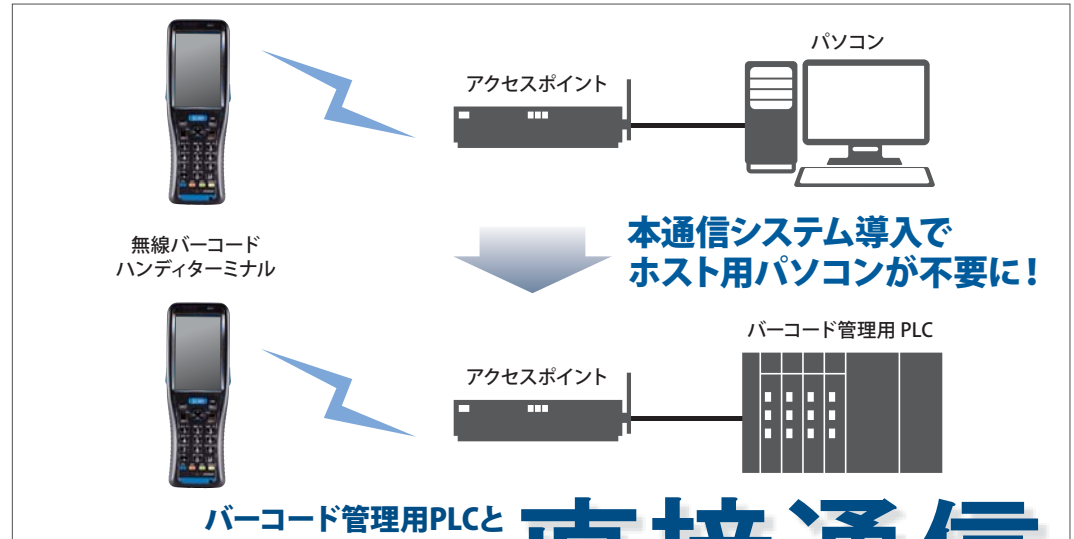 パソコン
アクセスポイント
無線バーコード
ハンディターミナル
本通信システム導入で
ホスト用パソコンが不要に！
バーコード管理用 PLC
アクセスポイント
バーコード管理用PLCと
直接通信